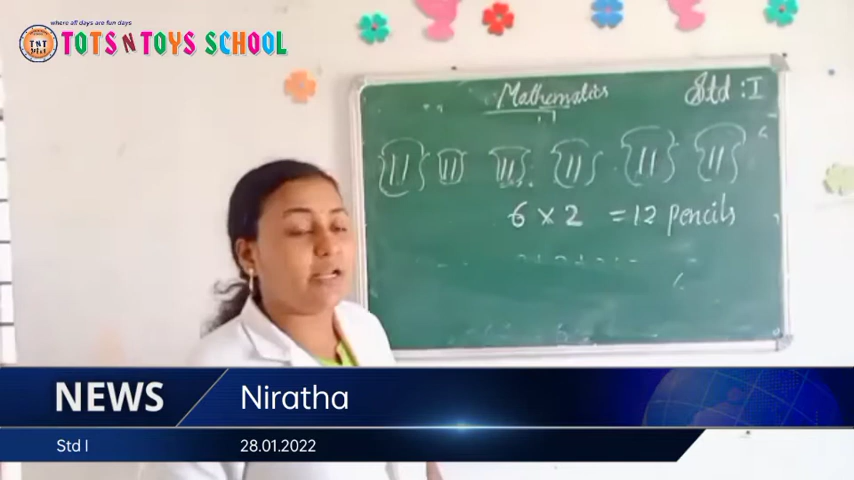 where all days are fun days
TNT
TOTS N TOYS SCHOOL
Mathematics
Std : I
6 × 2 = 12 pencils
NEWS
Niratha
Std I
28.01.2022